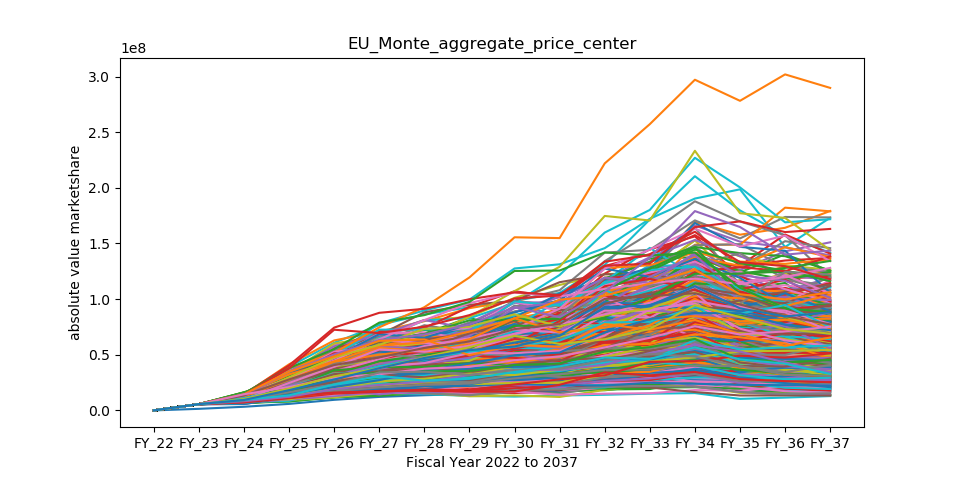 EU_Monte_aggregate_price_center
1e8
absolute value marketshare
3.0
2.5
2.0
1.5
1.0
0.5
0.0
FY_22 FY_23 FY_24 FY_25 FY_26 FY_27 FY_28 FY_29 FY_30 FY_31 FY_32 FY_33 FY_34 FY_35 FY_36 FY_37
Fiscal Year 2022 to 2037